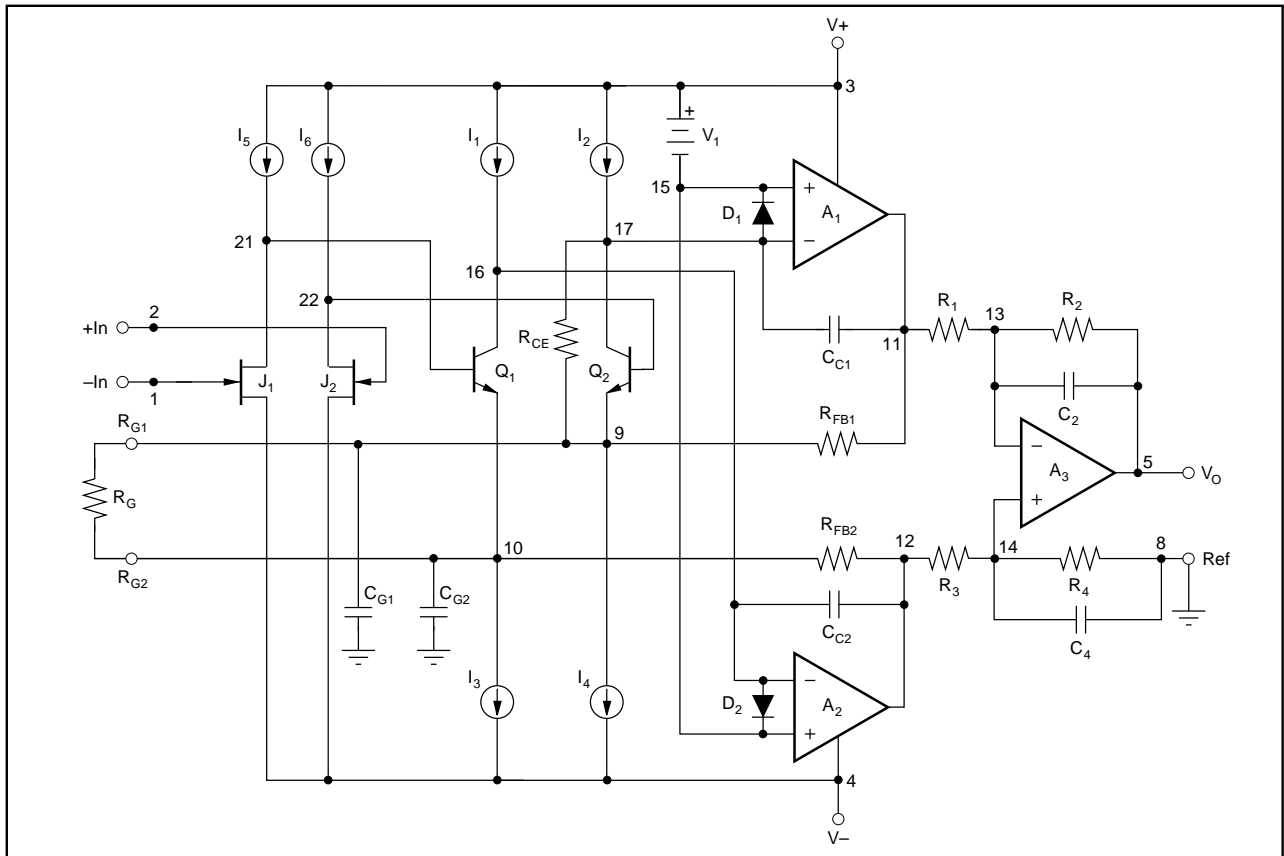 V+
3
I5 I6 I1 I2 + V1
15 + A1
D1
21 17 −
16
22 R1 13 R2
+In 2 RCE CC1 11
−In 1 J1 J2 Q1 Q2 C2
RG1 9 RFB1 −
A3 5 VO
RG +
RFB2 12 14 8 Ref
RG2 10
CG1 CG2 R3 R4
CC2 C4
I3 I4 − A2
D2 +
4
V−